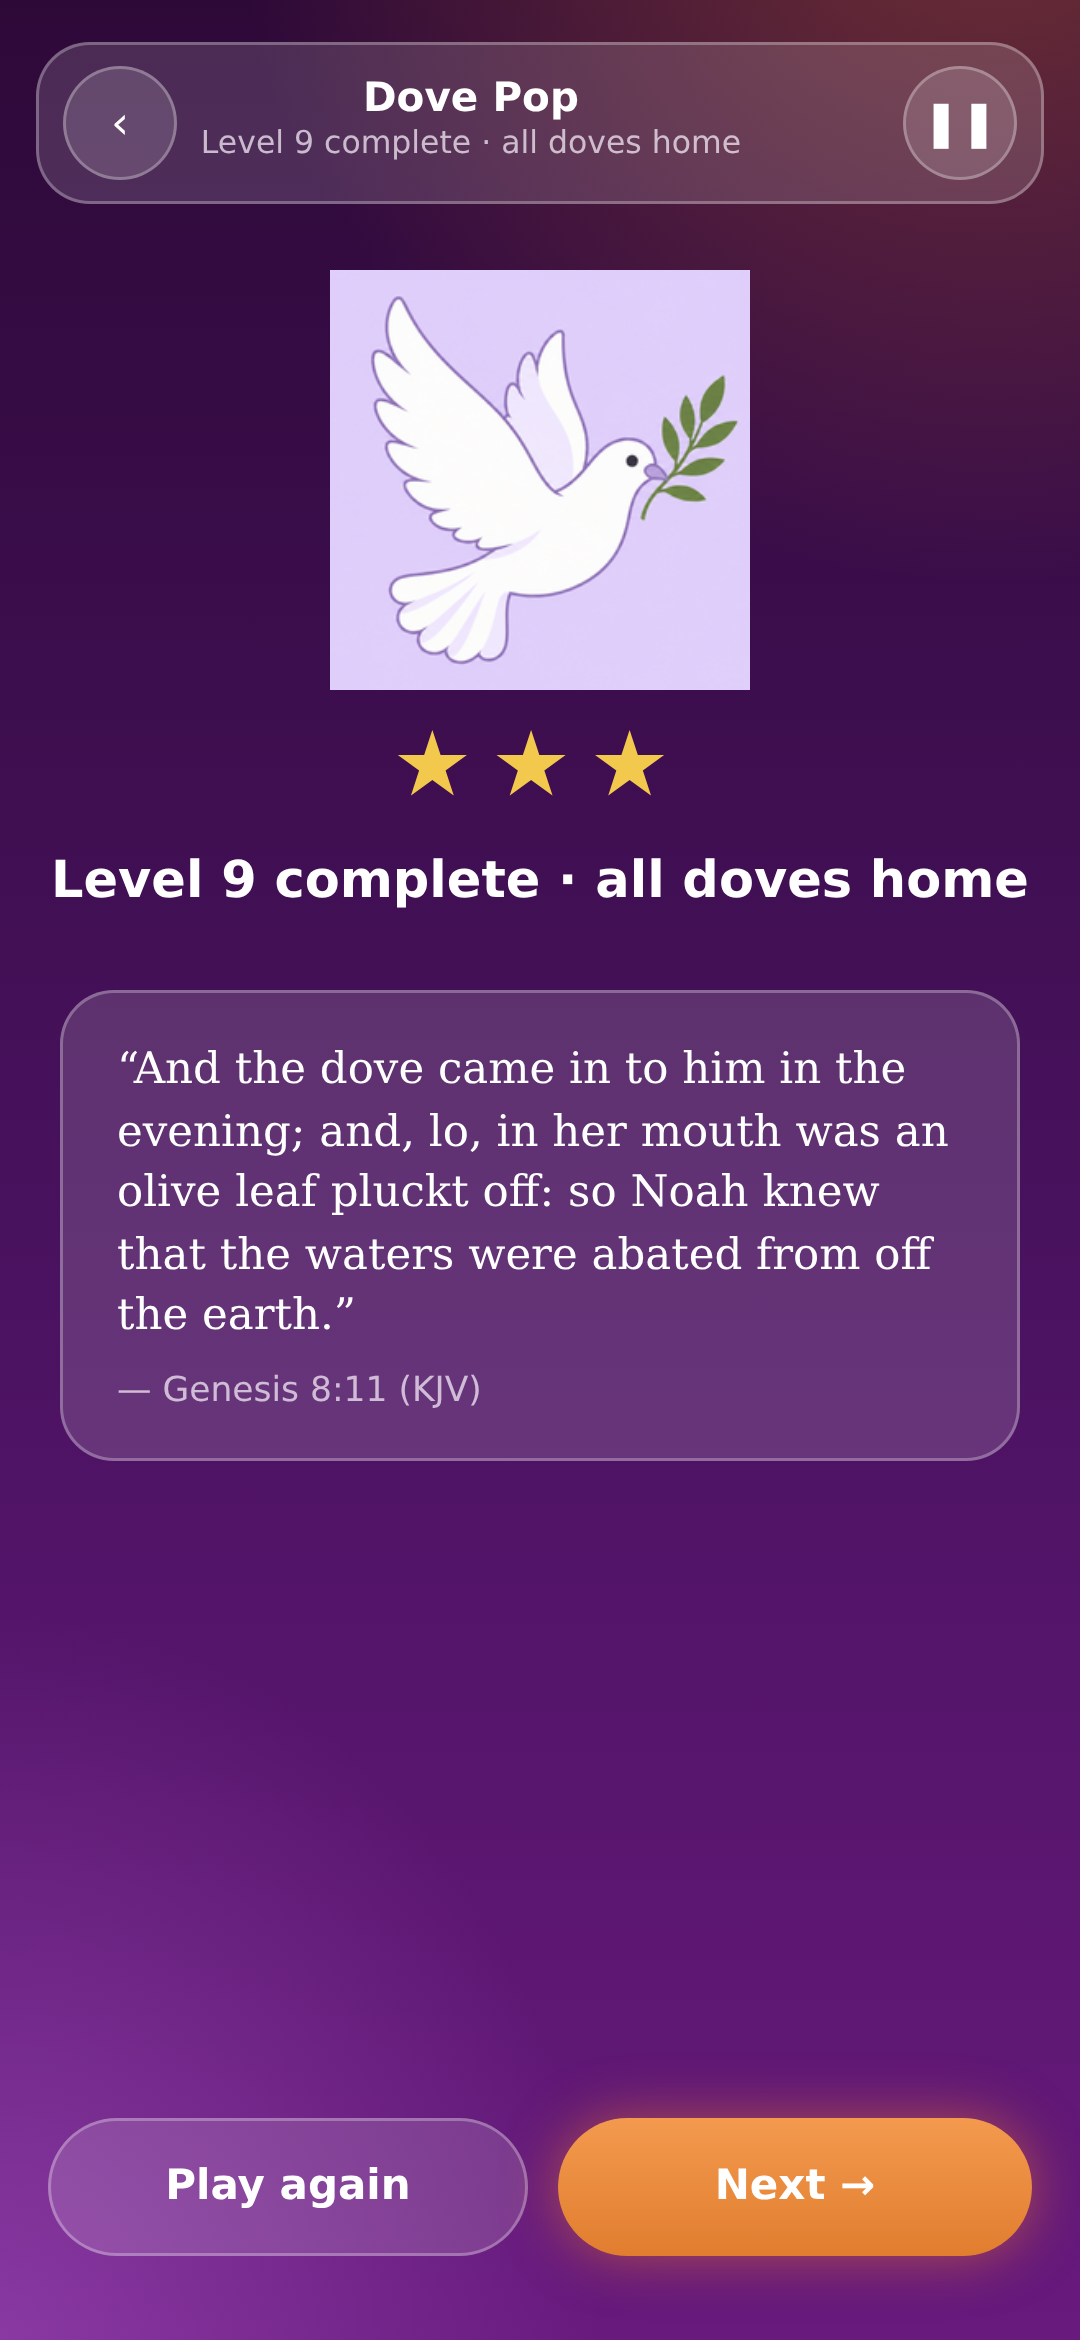 ‹
Dove Pop
Level 9 complete · all doves home
❚❚
★ ★ ★
Level 9 complete · all doves home
“And the dove came in to him in the
evening; and, lo, in her mouth was an
olive leaf pluckt off: so Noah knew
that the waters were abated from off
the earth.”
— Genesis 8:11 (KJV)
Play again
Next →